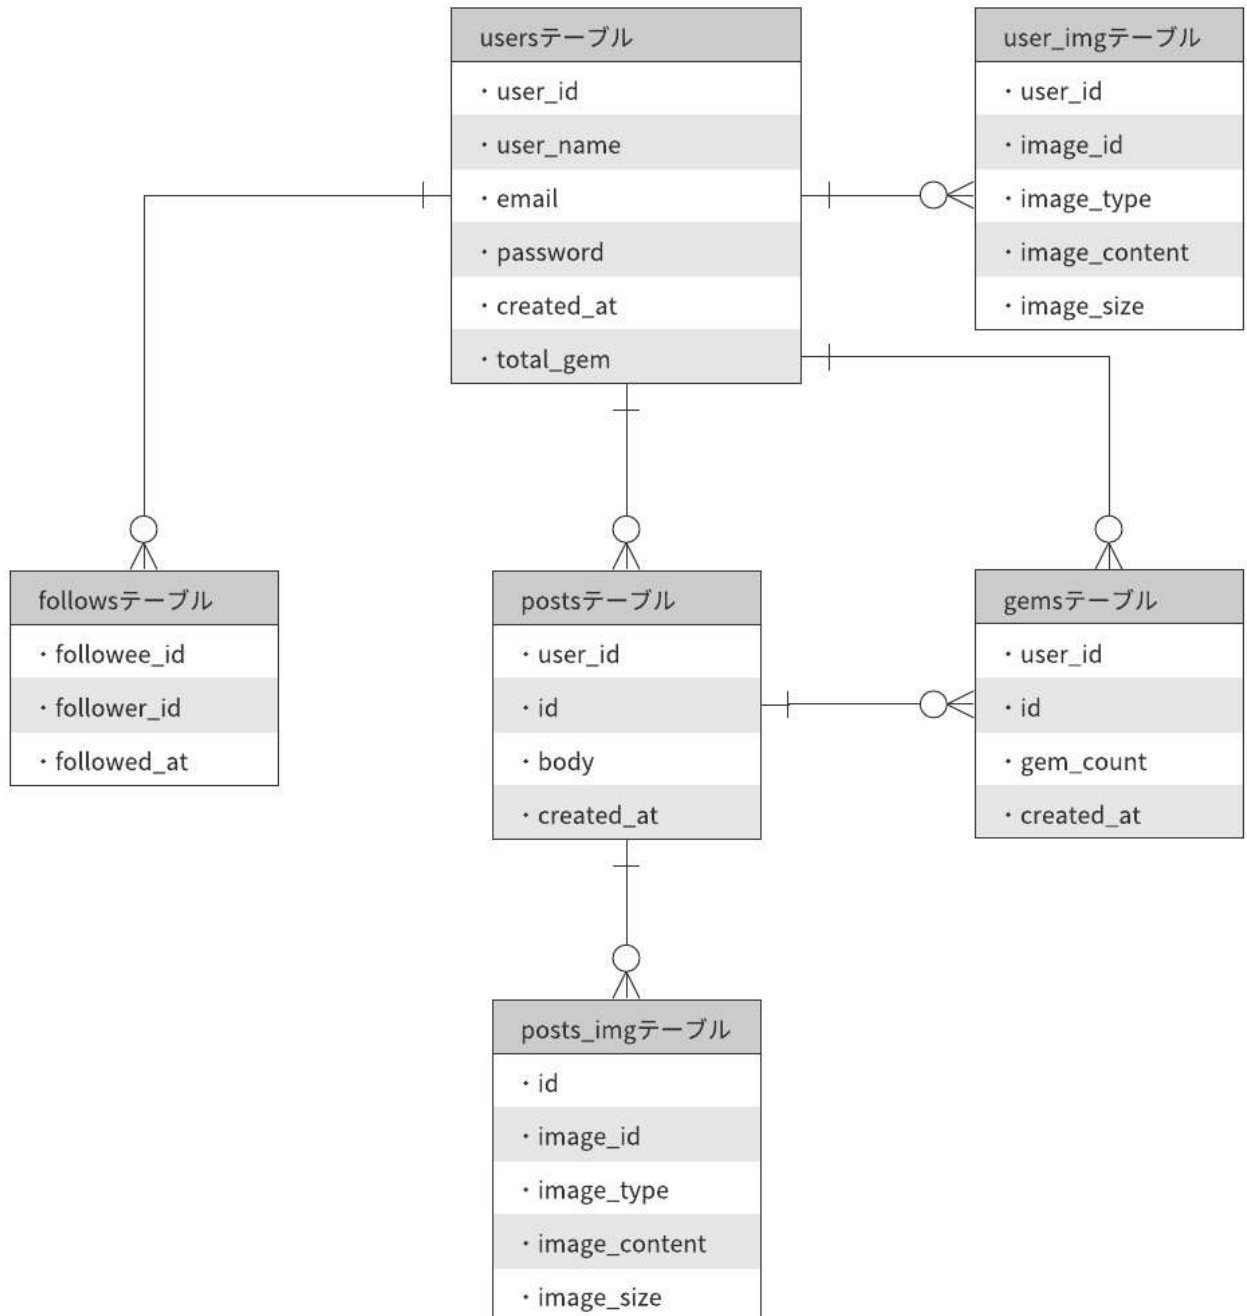 usersテーブル
・user_id
・user_name
・email
・password
・created_at
・total_gem
user_imgテーブル
・user_id
・image_id
・image_type
・image_content
・image_size
followsテーブル
・followee_id
・follower_id
・followed_at
postsテーブル
・user_id
・id
・body
・created_at
gemsテーブル
・user_id
・id
・gem_count
・created_at
posts_imgテーブル
・id
・image_id
・image_type
・image_content
・image_size